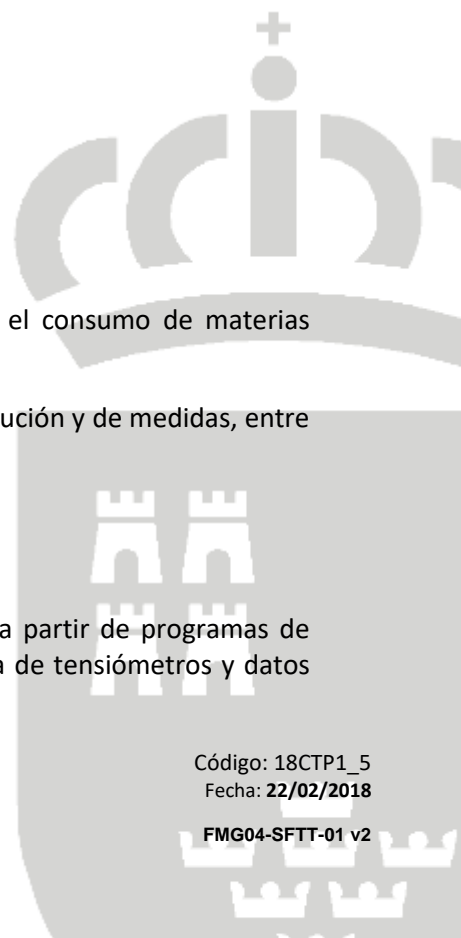 el consumo de materias
ución y de medidas, entre
a partir de programas de
a de tensiómetros y datos
Código: 18CTP1_5
Fecha: 22/02/2018
FMG04-SFTT-01 v2